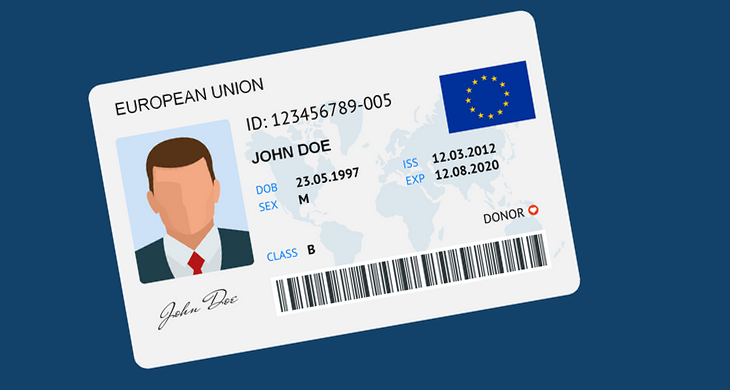 EUROPEAN UNION
ID: 123456789-005
JOHN DOE
DOB 23.05.1997
SEX M
ISS 12.03.2012
EXP 12.08.2020
DONOR
CLASS B
John Doe